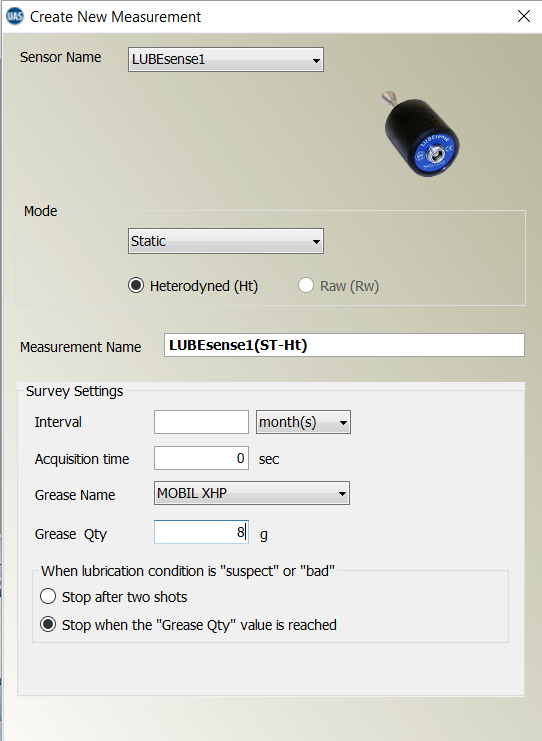 UAS Create New Measurement
Sensor Name LUBEsense1
LUBEsense
Mode
Static
Heterodyned (Ht) Raw (Rw)
Measurement Name LUBEsense1(ST-Ht)
Survey Settings
Interval month(s)
Acquisition time 0 sec
Grease Name MOBIL XHP
Grease Qty 8 g
When lubrication condition is "suspect" or "bad"
Stop after two shots
Stop when the "Grease Qty" value is reached